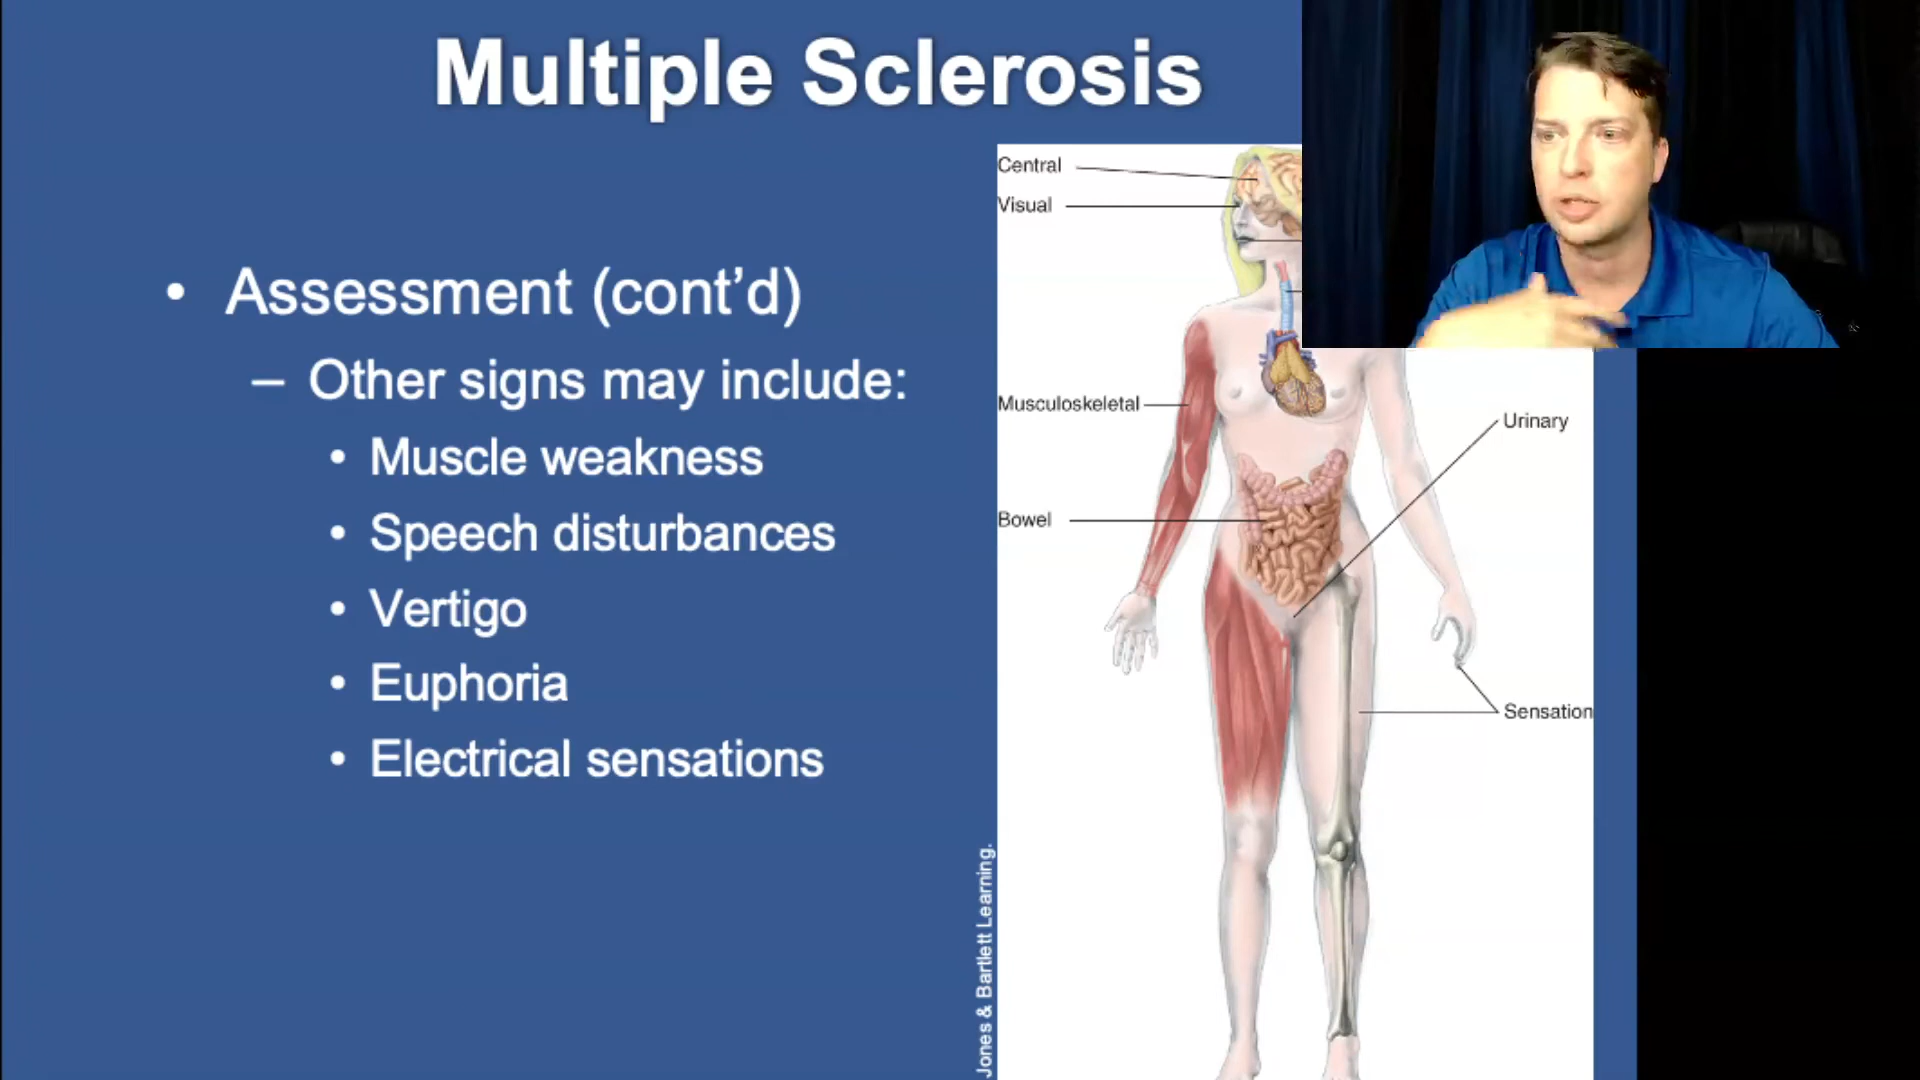 Multiple Sclerosis
• Assessment (cont’d)
– Other signs may include:
• Muscle weakness
• Speech disturbances
• Vertigo
• Euphoria
• Electrical sensations
Central
Visual
Musculoskeletal
Bowel
Urinary
Sensation
Jones & Bartlett Learning.